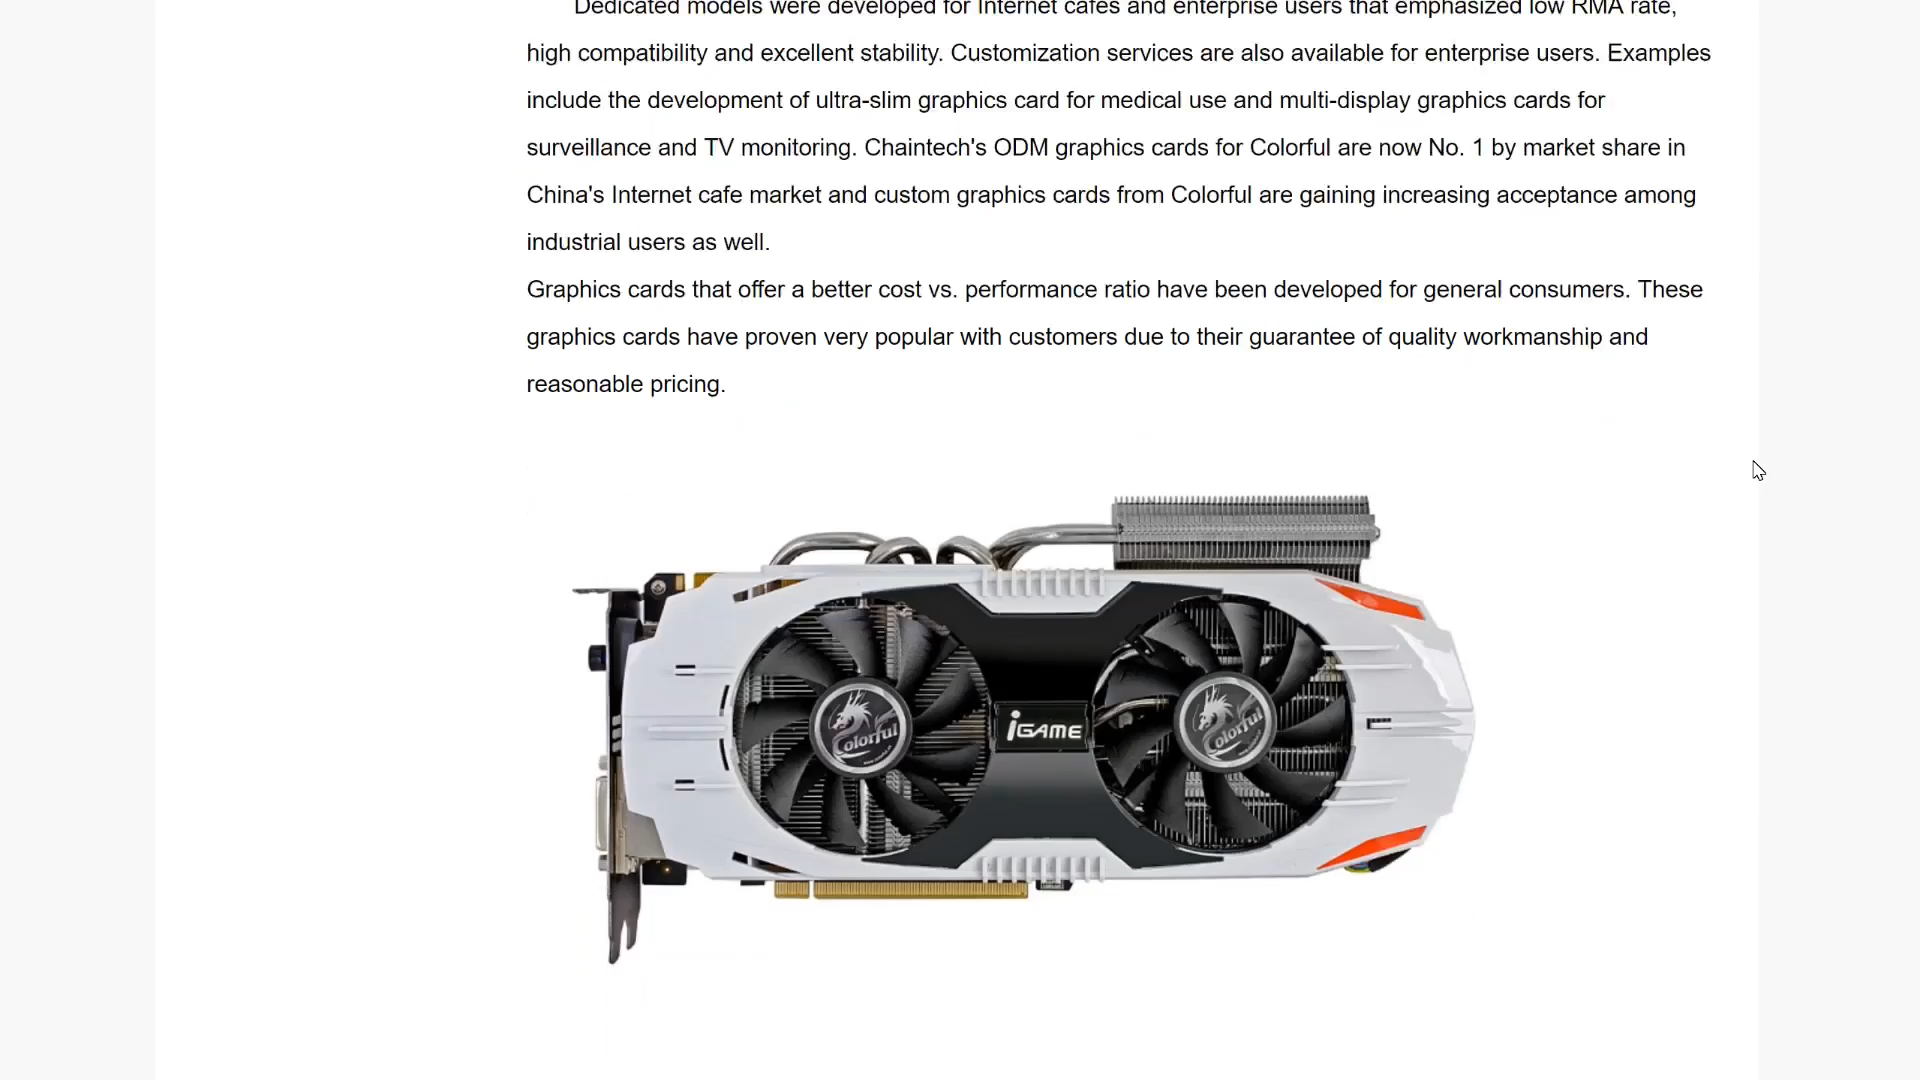 Dedicated models were developed for Internet cafes and enterprise users that emphasized low RMA rate,
high compatibility and excellent stability. Customization services are also available for enterprise users. Examples
include the development of ultra-slim graphics card for medical use and multi-display graphics cards for
surveillance and TV monitoring. Chaintech's ODM graphics cards for Colorful are now No. 1 by market share in
China's Internet cafe market and custom graphics cards from Colorful are gaining increasing acceptance among
industrial users as well.
Graphics cards that offer a better cost vs. performance ratio have been developed for general consumers. These
graphics cards have proven very popular with customers due to their guarantee of quality workmanship and
reasonable pricing.
Colorful
iGAME
Colorful